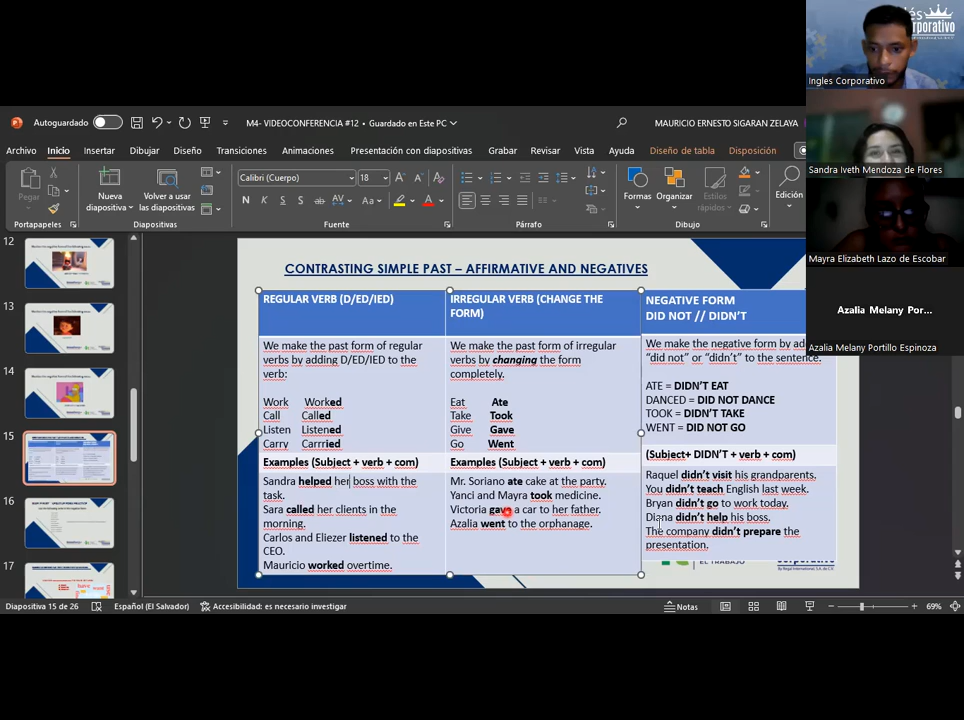 és
orporativo
Ingles Corporativo
Autoguardado
M4- VIDEOCONFERENCIA #12 • Guardado en Este PC
MAURICIO ERNESTO SIGARAN ZELAYA
Archivo Inicio Insertar Dibujar Diseño Transiciones Animaciones Presentación con diapositivas Grabar Revisar Vista Ayuda Diseño de tabla Disposición
Sandra Iveth Mendoza de Flores
Pegar
Nueva diapositiva
Volver a usar las diapositivas
Calibri (Cuerpo) 18
N K S S ab AV Aa A
Formas Organizar Estilos rápidos
Edición
Portapapeles Diapositivas Fuente Párrafo Dibujo
Mayra Elizabeth Lazo de Escobar
Azalia Melany Por...
Azalia Melany Portillo Espinoza
12
13
14
15
16
17
CONTRASTING SIMPLE PAST – AFFIRMATIVE AND NEGATIVES
REGULAR VERB (D/ED/IED)
We make the past form of regular
verbs by adding D/ED/IED to the
verb:
Work Worked
Call Called
Listen Listened
Carry Carrried
Examples (Subject + verb + com)
Sandra helped her boss with the
task.
Sara called her clients in the
morning.
Carlos and Eliezer listened to the
CEO.
Mauricio worked overtime.
IRREGULAR VERB (CHANGE THE
FORM)
We make the past form of irregular
verbs by changing the form
completely.
Eat Ate
Take Took
Give Gave
Go Went
Examples (Subject + verb + com)
Mr. Soriano ate cake at the party.
Yanci and Mayra took medicine.
Victoria gave a car to her father.
Azalia went to the orphanage.
NEGATIVE FORM
DID NOT // DIDN'T
We make the negative form by ad
"did not" or "didn't" to the sentence.
ATE = DIDN'T EAT
DANCED = DID NOT DANCE
TOOK = DIDN'T TAKE
WENT = DID NOT GO
(Subject+ DIDN'T + verb + com)
Raquel didn't visit his grandparents.
You didn't teach English last week.
Bryan didn't go to work today.
Diana didn't help his boss.
The company didn't prepare the
presentation.
EL TRABAJO
Diapositiva 15 de 26 Español (El Salvador) Accesibilidad: es necesario investigar Notas 69%